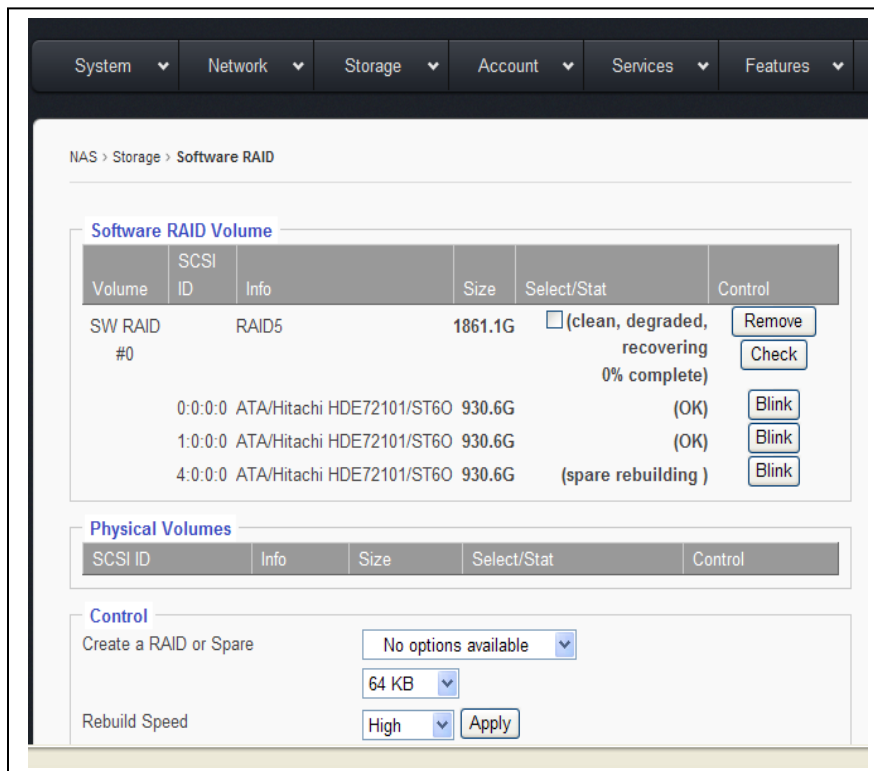 System Network Storage Account Services Features
NAS › Storage › Software RAID
Software RAID Volume
Volume SCSI ID Info Size Select/Stat Control
SW RAID #0 RAID5 1861.1G (clean, degraded, recovering 0% complete) Remove Check
0:0:0:0 ATA/Hitachi HDE72101/ST6O 930.6G (OK) Blink
1:0:0:0 ATA/Hitachi HDE72101/ST6O 930.6G (OK) Blink
4:0:0:0 ATA/Hitachi HDE72101/ST6O 930.6G (spare rebuilding ) Blink
Physical Volumes
SCSI ID Info Size Select/Stat Control
Control
Create a RAID or Spare No options available
64 KB
Rebuild Speed High Apply